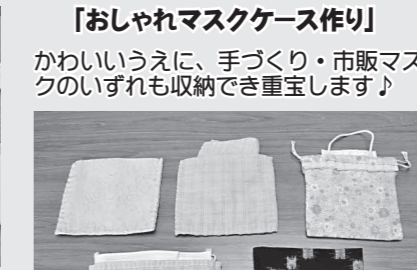 「おしゃれマスクケース作り」
かわいいうえに、手づくり・市販マス
クのいずれも収納でき重宝します♪